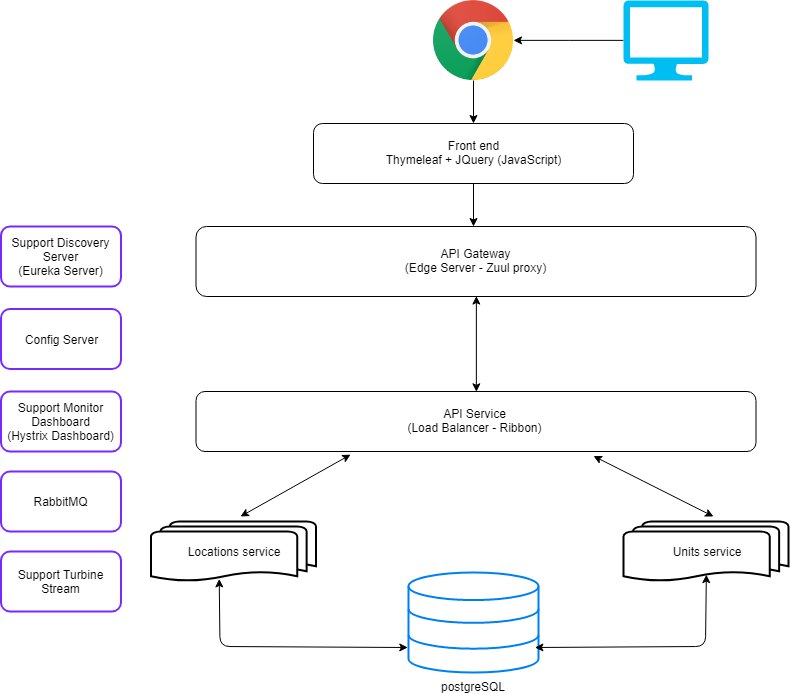 Front end
Thymeleaf + JQuery (JavaScript)
Support Discovery
Server
(Eureka Server)
API Gateway
(Edge Server - Zuul proxy)
Config Server
Support Monitor
Dashboard
(Hystrix Dashboard)
API Service
(Load Balancer - Ribbon)
RabbitMQ
Locations service
Units service
Support Turbine
Stream
postgreSQL